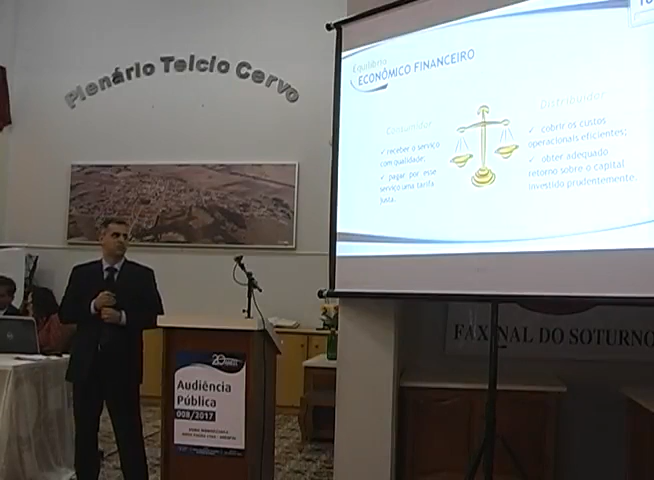 Plenário Telcio Cervo
Equilíbrio
ECONÔMICO FINANCEIRO
Consumidor
✓ receber o serviço
com qualidade;
✓ pagar por esse
serviço uma tarifa
justa.
Distribuidor
✓ cobrir os custos
operacionais eficientes;
✓ obter adequado
retorno sobre o capital
investido prudentemente.
FAXINAL DO SOTURNO
20
Audiência
Pública
008/2017